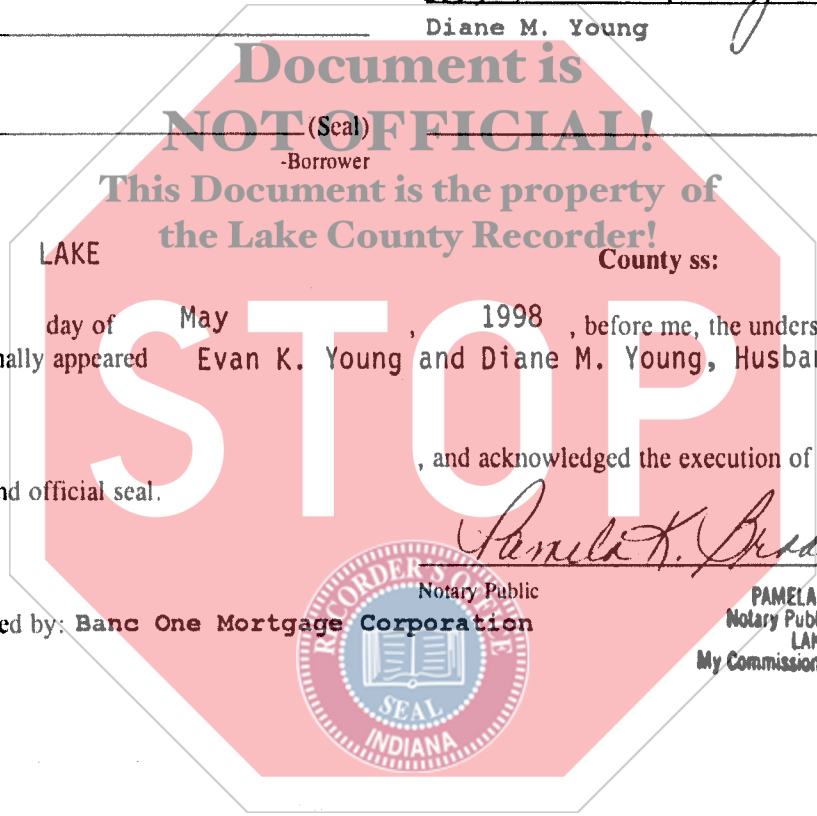 Diane M. Young
Document is
NOT OFFICIAL!
(Seal)
-Borrower
This Document is the property of
the Lake County Recorder!
LAKE County ss:
day of May , 1998 , before me, the unders
nally appeared Evan K. Young and Diane M. Young, Husba
STOP
, and acknowledged the execution of
nd official seal.
Pamela K.
Notary Public
PAMELA
ed by: Banc One Mortgage Corporation
Notary Publ
LAK
My Commission
RECORDER'S OFFICE
SEAL
INDIANA